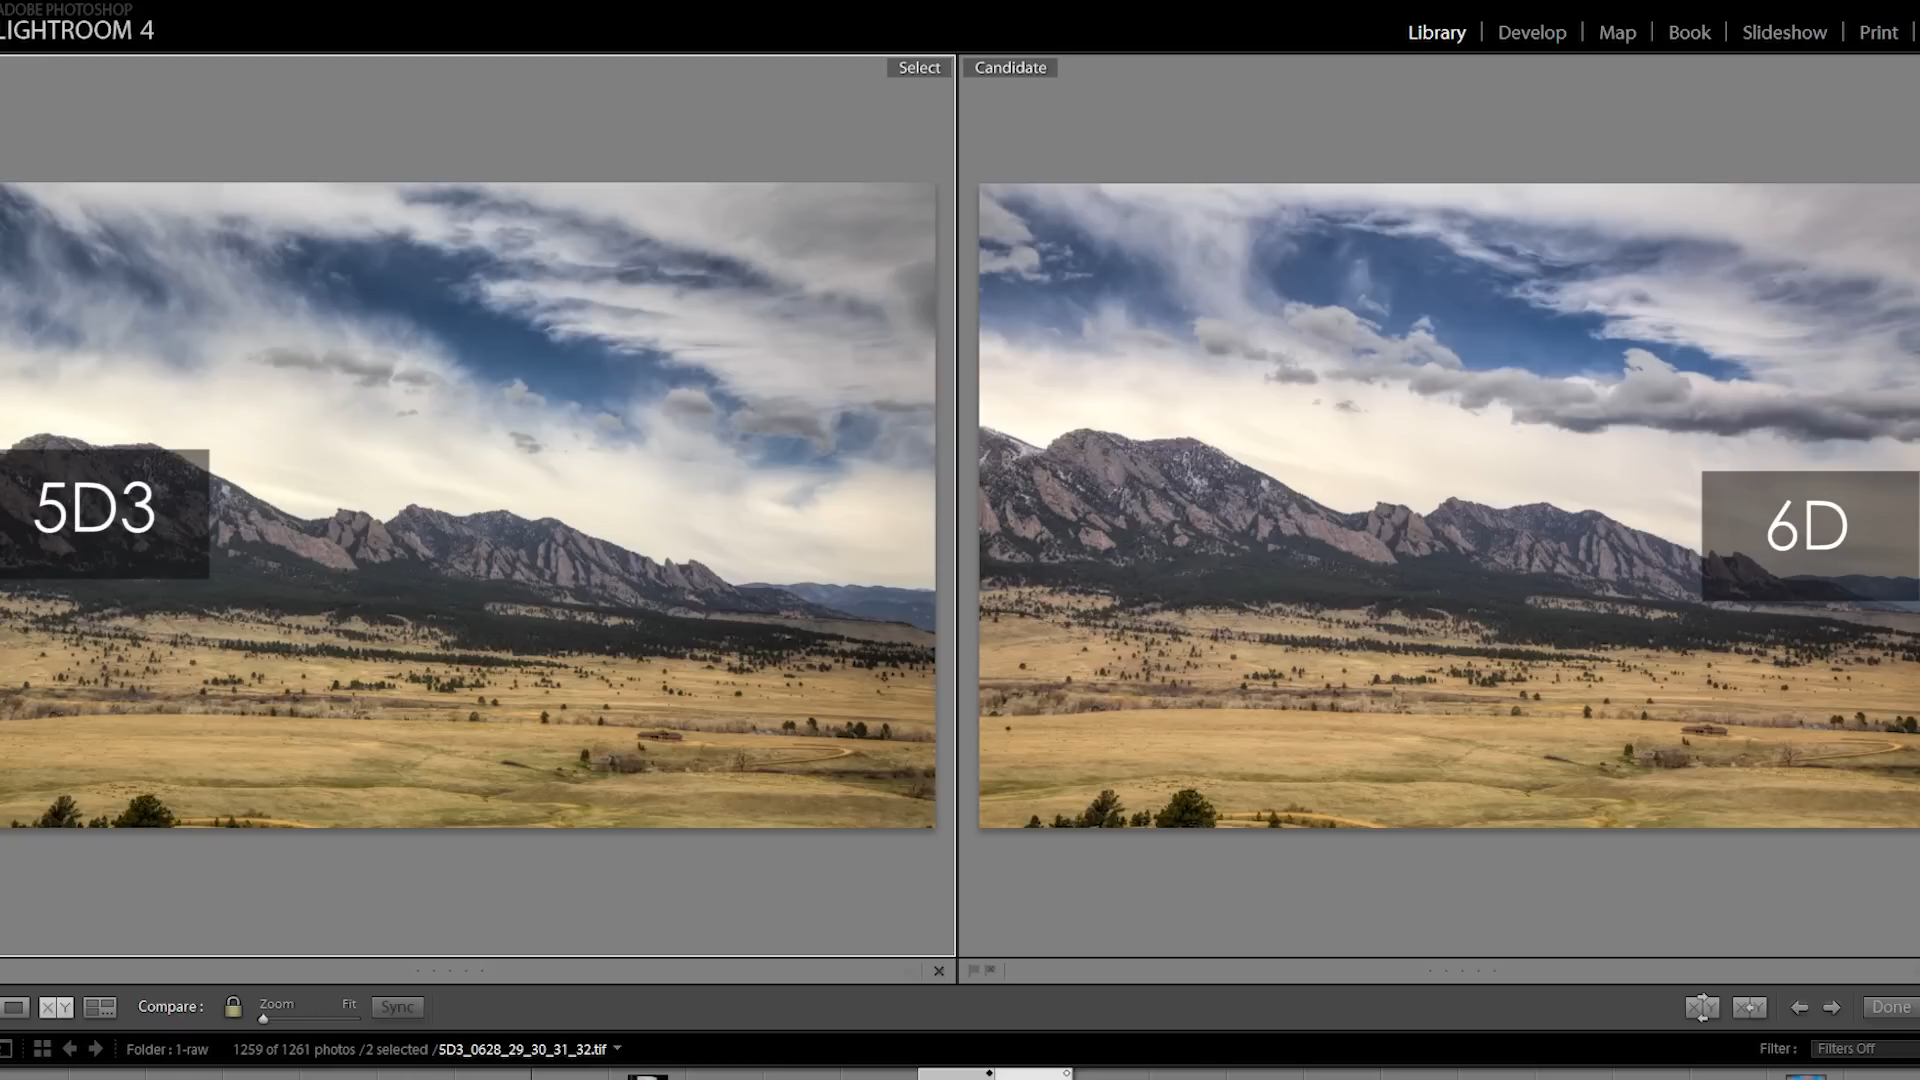 ADOBE PHOTOSHOP
LIGHTROOM 4
Library | Develop | Map | Book | Slideshow | Print |
Select
Candidate
5D3
6D
Compare :
Zoom
Fit
Sync
XY
Done
Folder : 1-raw
1259 of 1261 photos /2 selected /5D3_0628_29_30_31_32.tif
Filter :
Filters Off